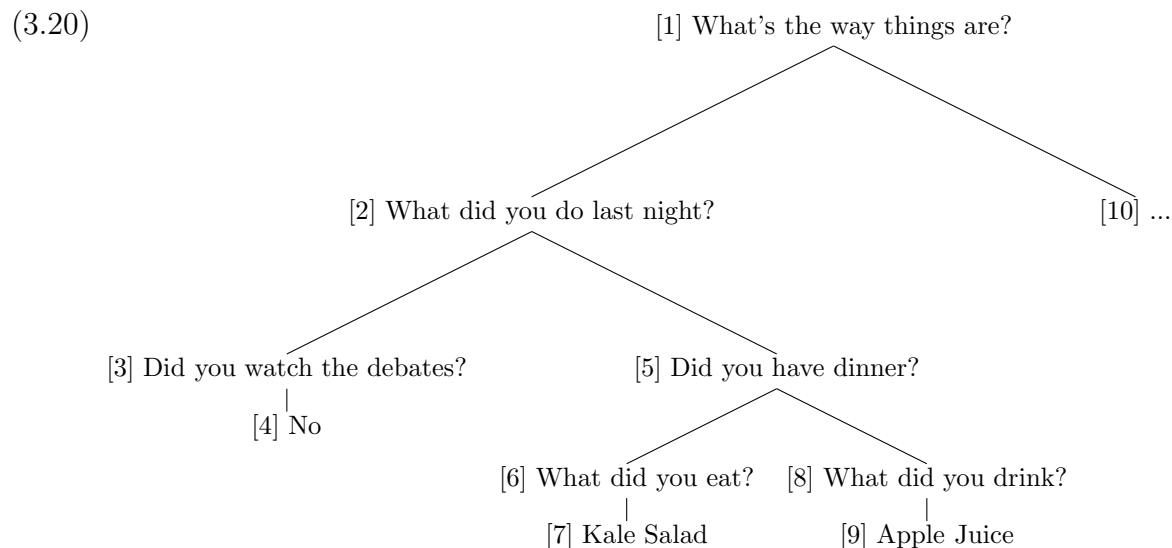 (3.20)
[1] What's the way things are?
[2] What did you do last night?
[10] ...
[3] Did you watch the debates?
[5] Did you have dinner?
[4] No
[6] What did you eat?
[8] What did you drink?
[7] Kale Salad
[9] Apple Juice